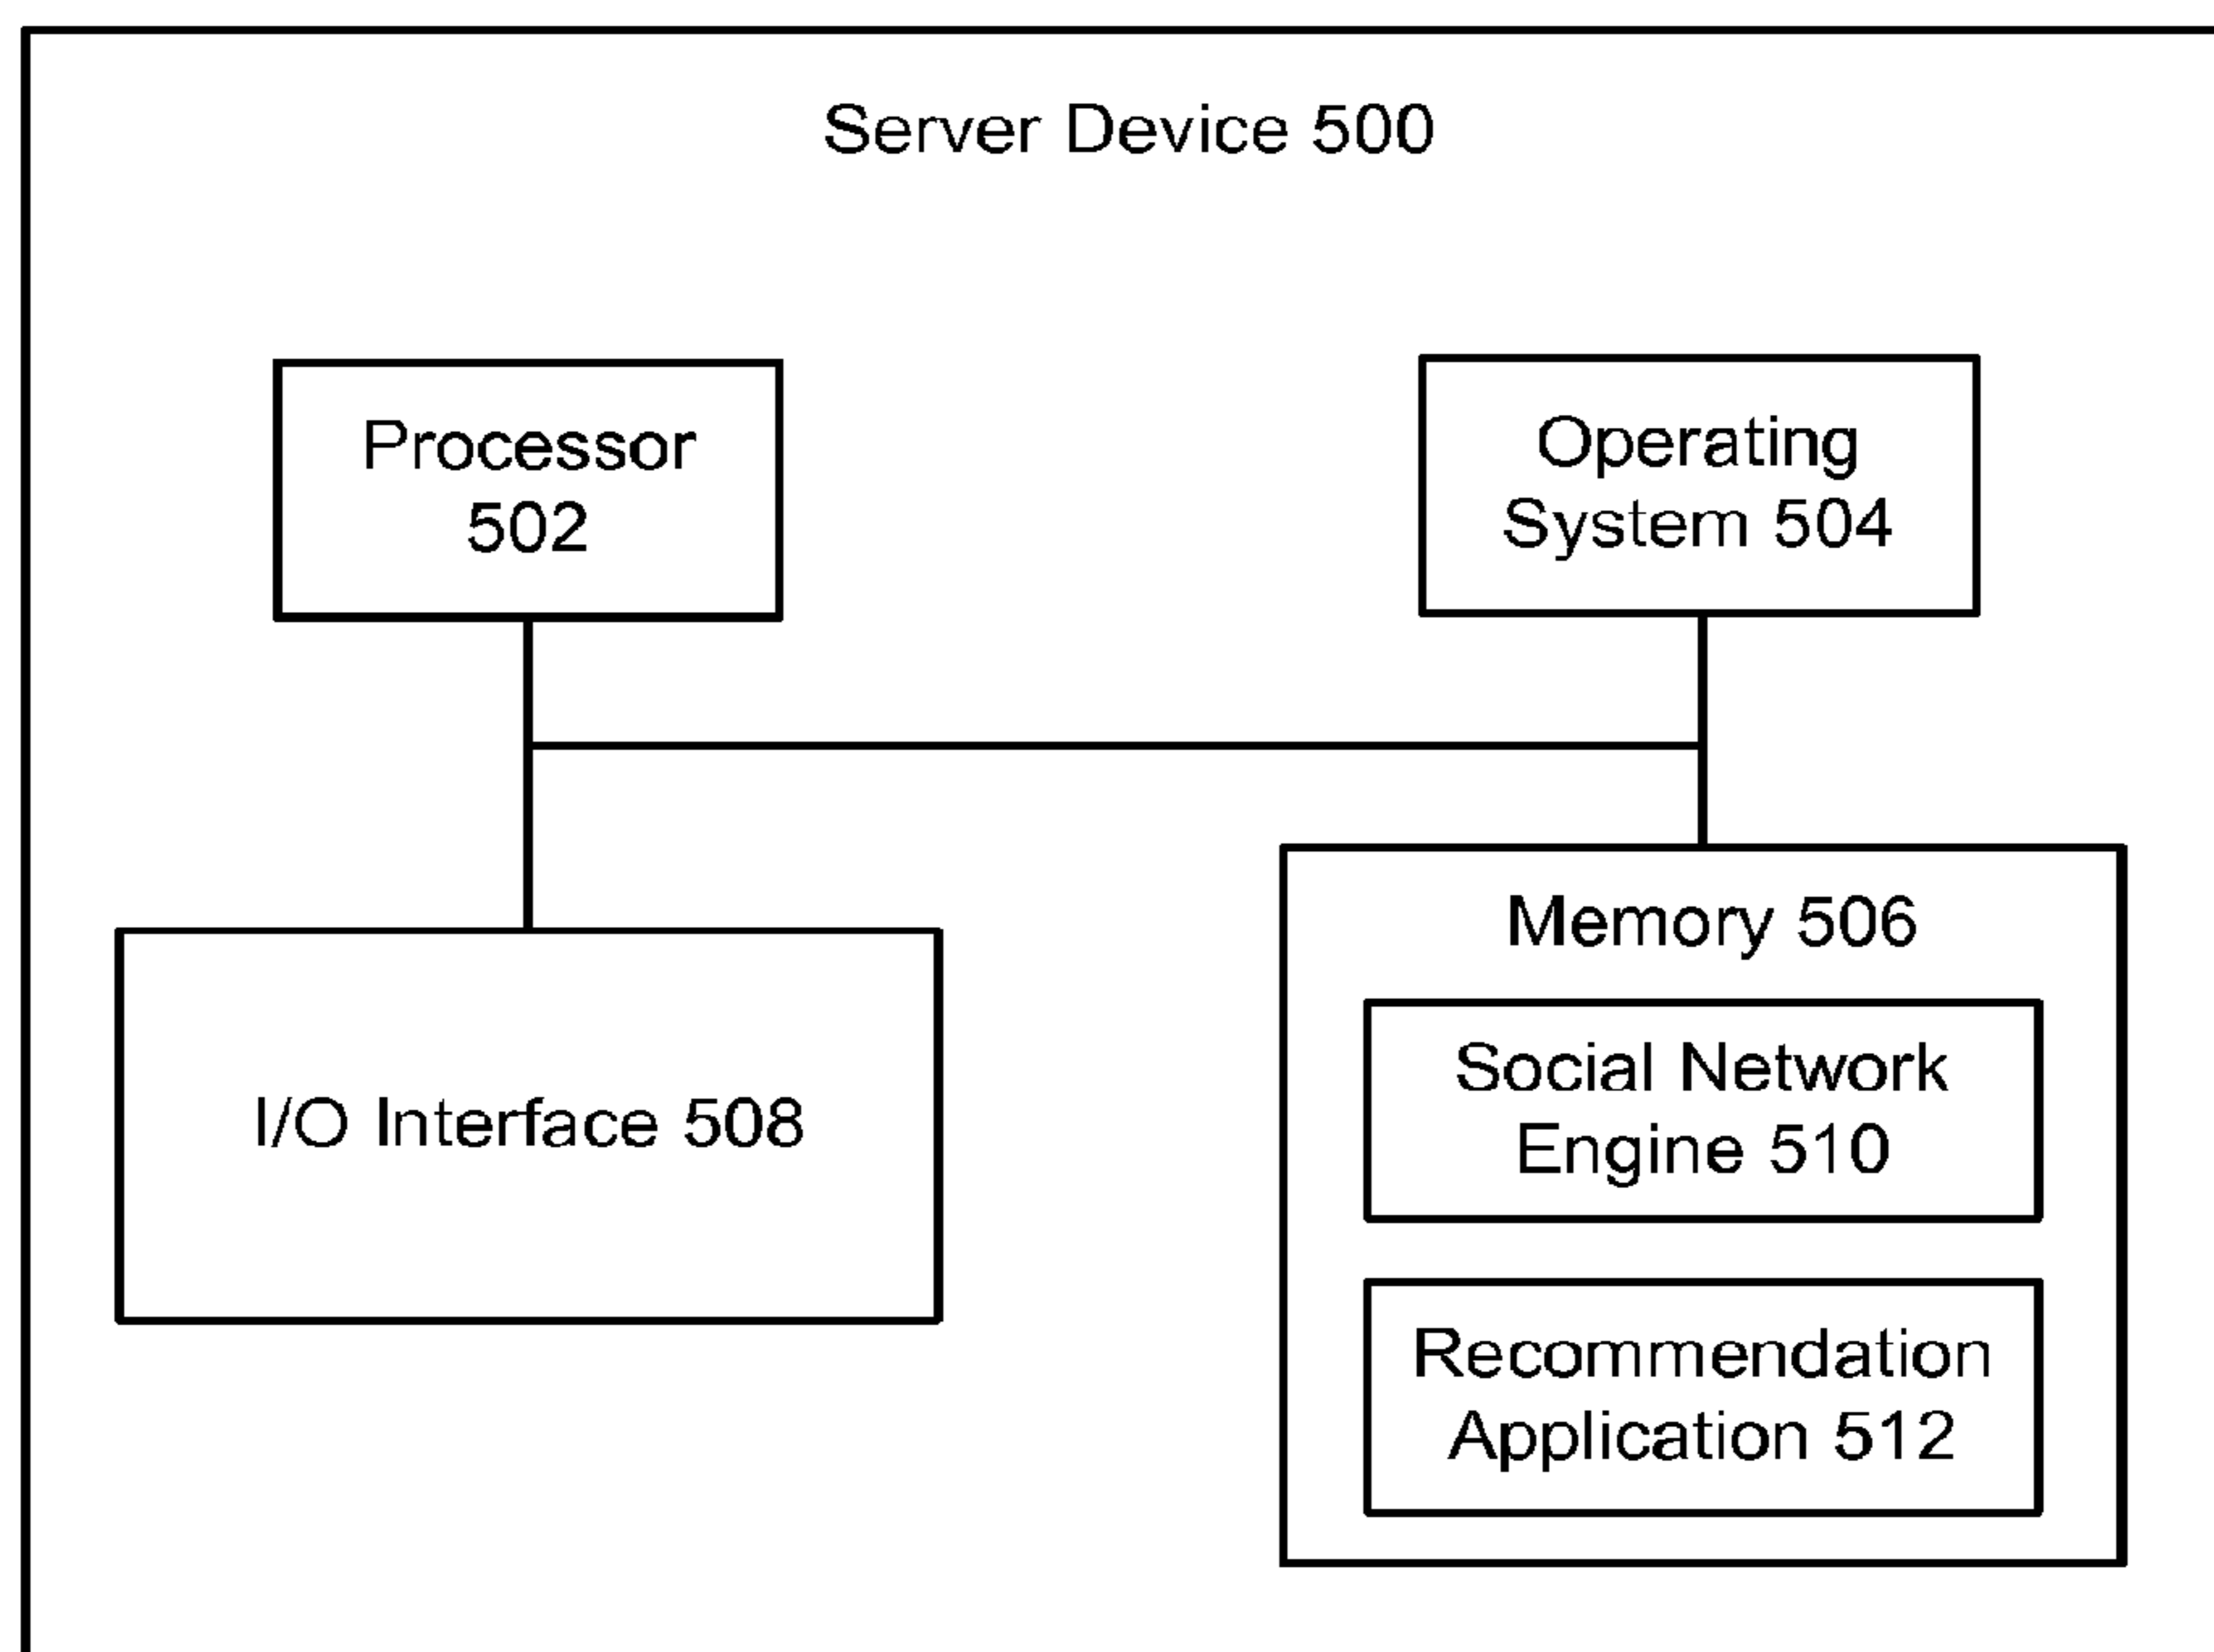 Server Device 500
Processor
502
Operating
System 504
I/O Interface 508
Memory 506
Social Network
Engine 510
Recommendation
Application 512